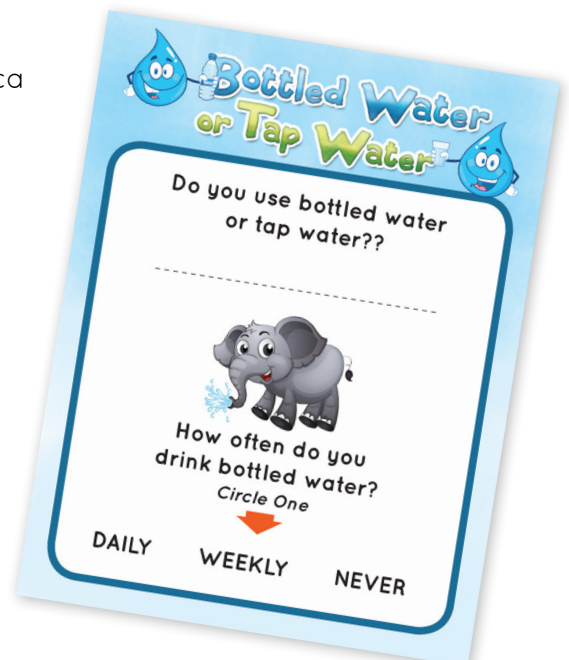 ca
Bottled Water
or Tap Water
Do you use bottled water
or tap water??
How often do you
drink bottled water?
Circle One
DAILY WEEKLY NEVER